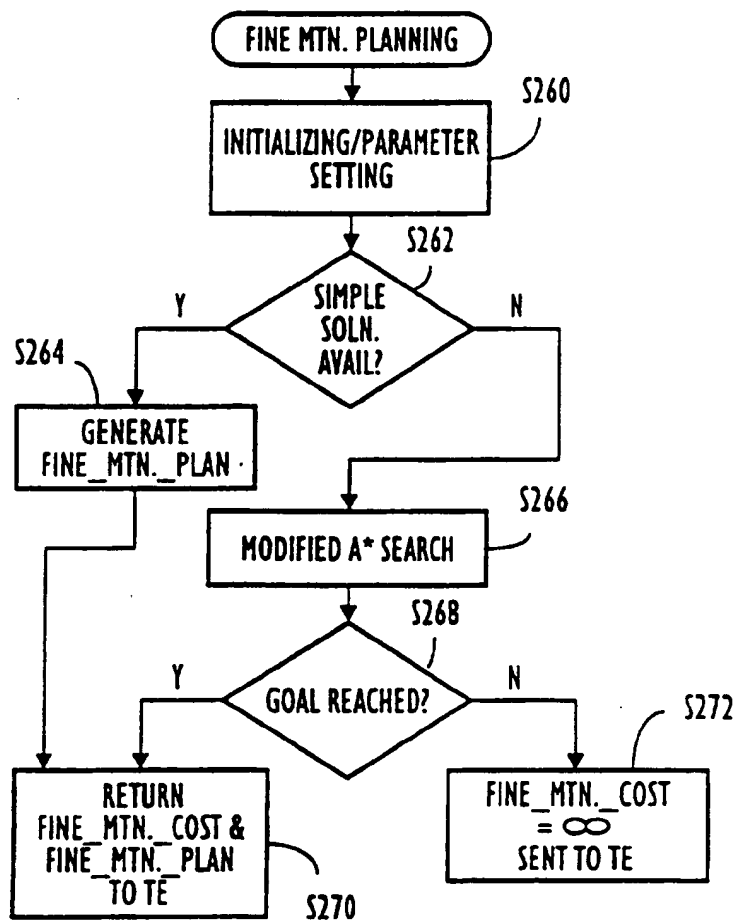 FINE MTN. PLANNING
S260
INITIALIZING/PARAMETER
SETTING
S262
SIMPLE
SOLN.
AVAIL?
Y
N
S264
GENERATE
FINE_MTN._PLAN
S266
MODIFIED A* SEARCH
S268
GOAL REACHED?
Y
N
S272
RETURN
FINE_MTN._COST &
FINE_MTN._PLAN
TO TE
S270
FINE_MTN._COST
= ∞
SENT TO TE